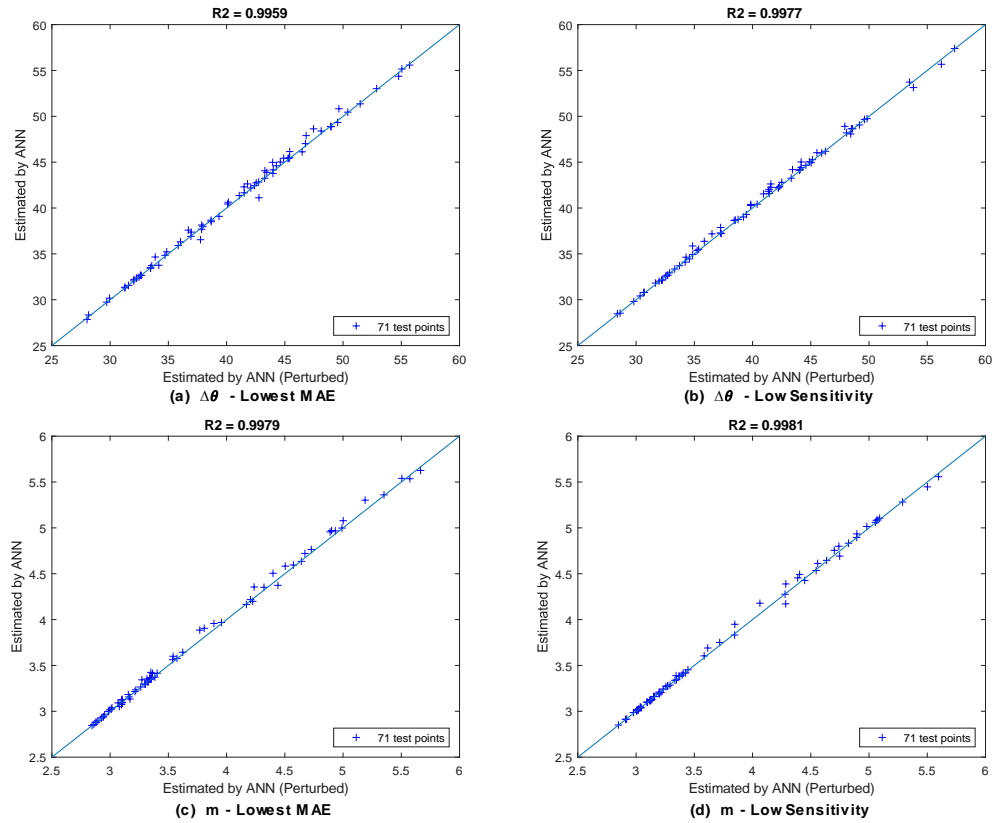 R2 = 0.9959
60
55
50
45
40
35
30
25
Estimated by ANN
71 test points
25 30 35 40 45 50 55 60
Estimated by ANN (Perturbed)
(a) Δθ - Lowest MAE
R2 = 0.9977
60
55
50
45
40
35
30
25
Estimated by ANN
71 test points
25 30 35 40 45 50 55 60
Estimated by ANN (Perturbed)
(b) Δθ - Low Sensitivity
R2 = 0.9979
6
5.5
5
4.5
4
3.5
3
2.5
Estimated by ANN
71 test points
2.5 3 3.5 4 4.5 5 5.5 6
Estimated by ANN (Perturbed)
(c) m - Lowest MAE
R2 = 0.9981
6
5.5
5
4.5
4
3.5
3
2.5
Estimated by ANN
71 test points
2.5 3 3.5 4 4.5 5 5.5 6
Estimated by ANN (Perturbed)
(d) m - Low Sensitivity